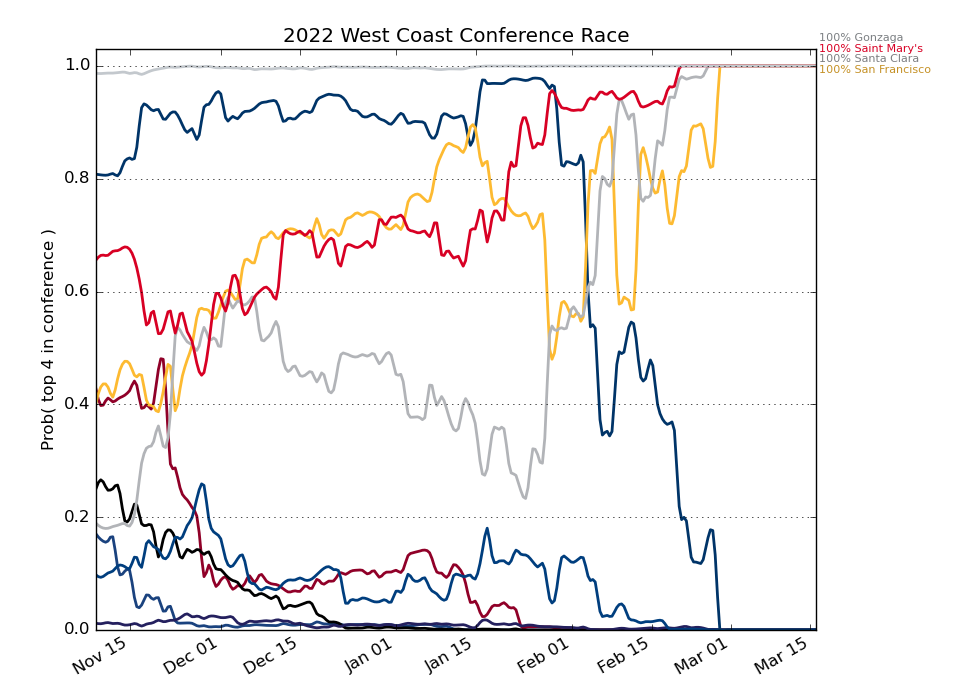 2022 West Coast Conference Race
100% Gonzaga
100% Saint Mary's
100% Santa Clara
100% San Francisco
Prob( top 4 in conference )
1.0
0.8
0.6
0.4
0.2
0.0
Nov 15
Dec 01
Dec 15
Jan 01
Jan 15
Feb 01
Feb 15
Mar 01
Mar 15